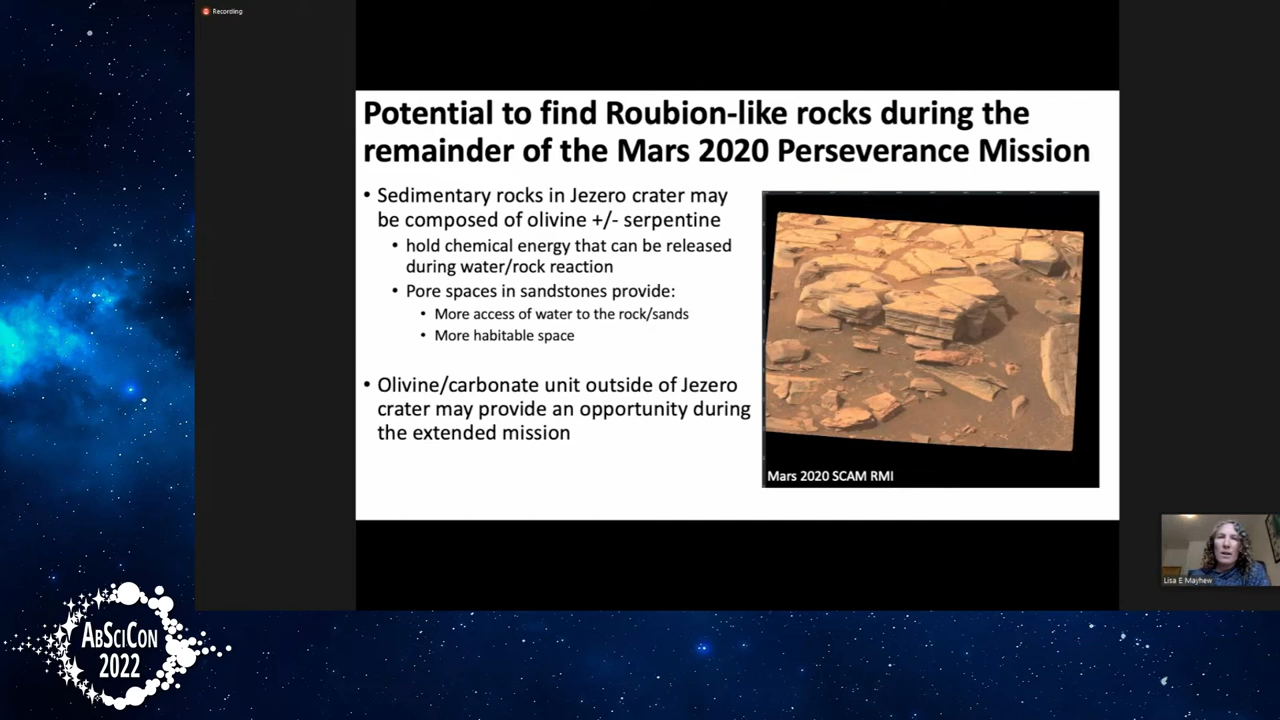 Recording
Potential to find Roubion-like rocks during the
remainder of the Mars 2020 Perseverance Mission
• Sedimentary rocks in Jezero crater may
be composed of olivine +/- serpentine
• hold chemical energy that can be released
during water/rock reaction
• Pore spaces in sandstones provide:
• More access of water to the rock/sands
• More habitable space
• Olivine/carbonate unit outside of Jezero
crater may provide an opportunity during
the extended mission
Mars 2020 SCAM RMI
Lisa E Mayhew
ABSCICON
2022